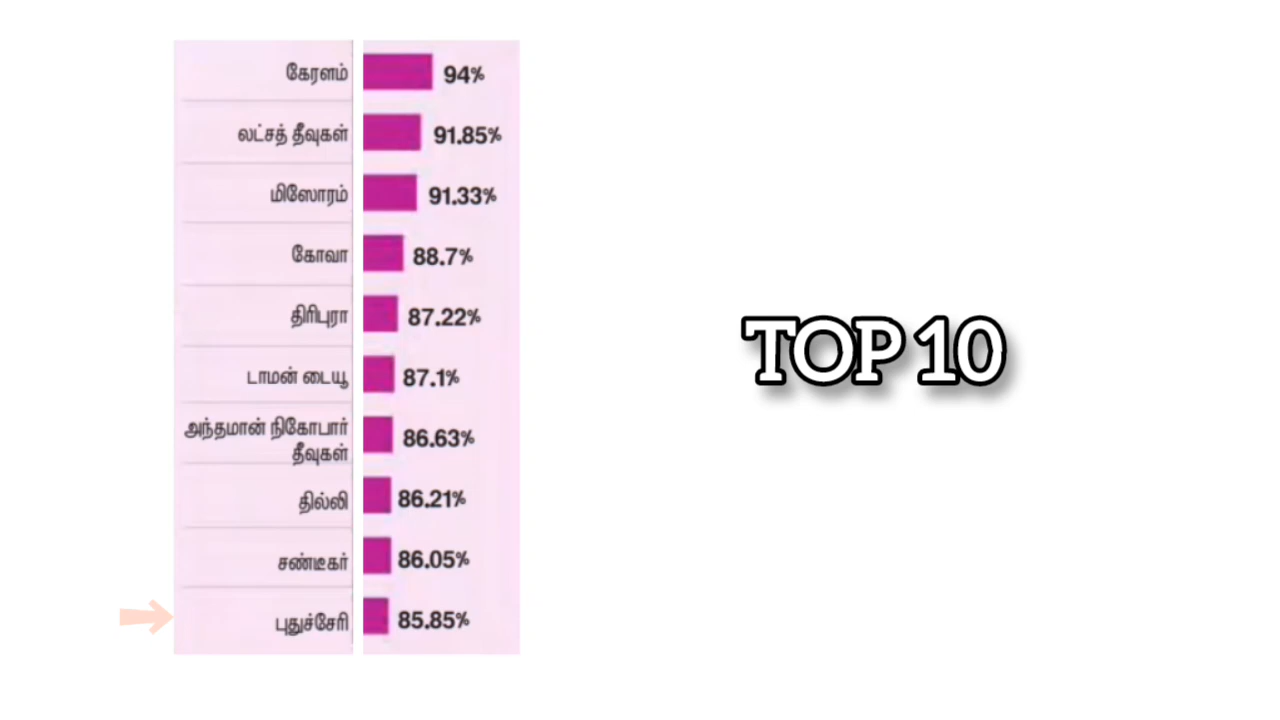 கேரளம் 94%
லட்சத் தீவுகள் 91.85%
மிஸோரம் 91.33%
கோவா 88.7%
திரிபுரா 87.22%
டாமன் டையூ 87.1%
அந்தமான் நிகோபார்
தீவுகள் 86.63%
தில்லி 86.21%
சண்டீகர் 86.05%
புதுச்சேரி 85.85%
TOP 10